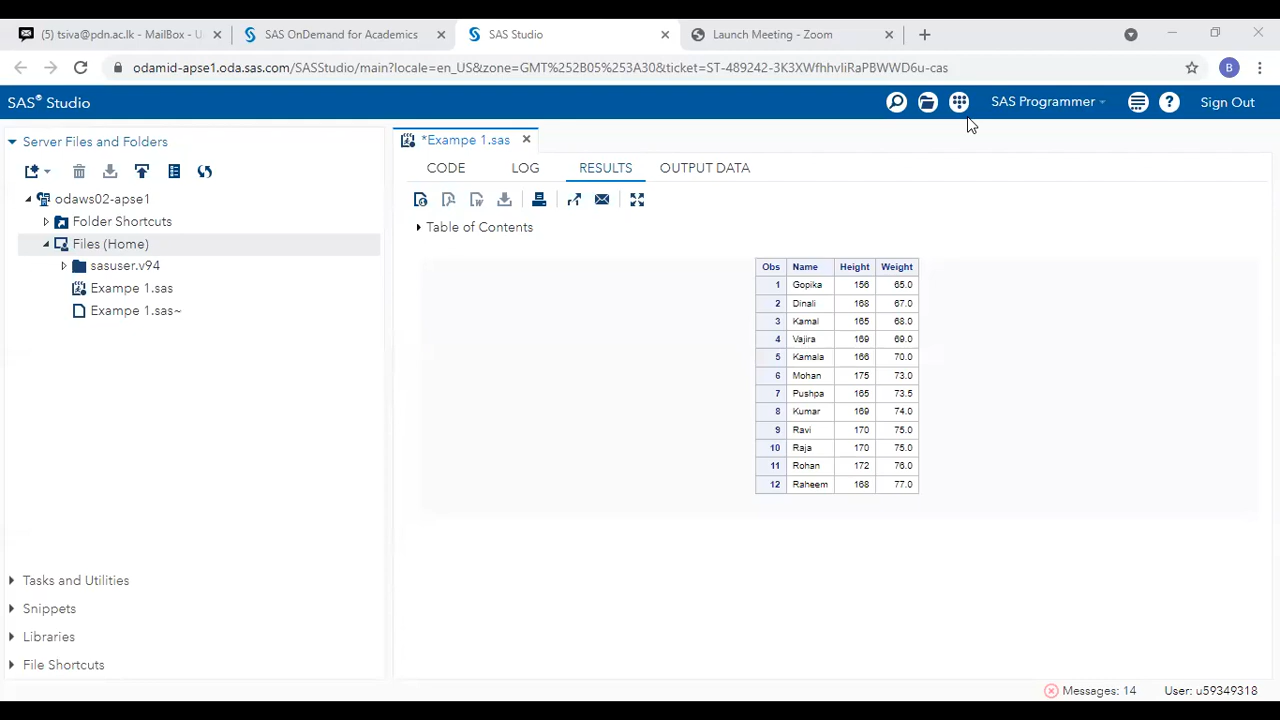 (5) tsiva@pdn.ac.lk - MailBox - U
SAS OnDemand for Academics
SAS Studio
Launch Meeting - Zoom
odamid-apse1.oda.sas.com/SASStudio/main?locale=en_US&zone=GMT%252B05%253A30&ticket=ST-489242-3K3XWfhhvIiRaPBWWD6u-cas
B
SAS® Studio
SAS Programmer
Sign Out
Server Files and Folders
odaws02-apse1
Folder Shortcuts
Files (Home)
sasuser.v94
Exampe 1.sas
Exampe 1.sas~
Tasks and Utilities
Snippets
Libraries
File Shortcuts
*Exampe 1.sas
CODE LOG RESULTS OUTPUT DATA
Table of Contents
Obs Name Height Weight
1 Gopika 156 65.0
2 Dinali 168 67.0
3 Kamal 165 68.0
4 Vajira 169 69.0
5 Kamala 166 70.0
6 Mohan 175 73.0
7 Pushpa 165 73.5
8 Kumar 169 74.0
9 Ravi 170 75.0
10 Raja 170 75.0
11 Rohan 172 76.0
12 Raheem 168 77.0
Messages: 14 User: u59349318